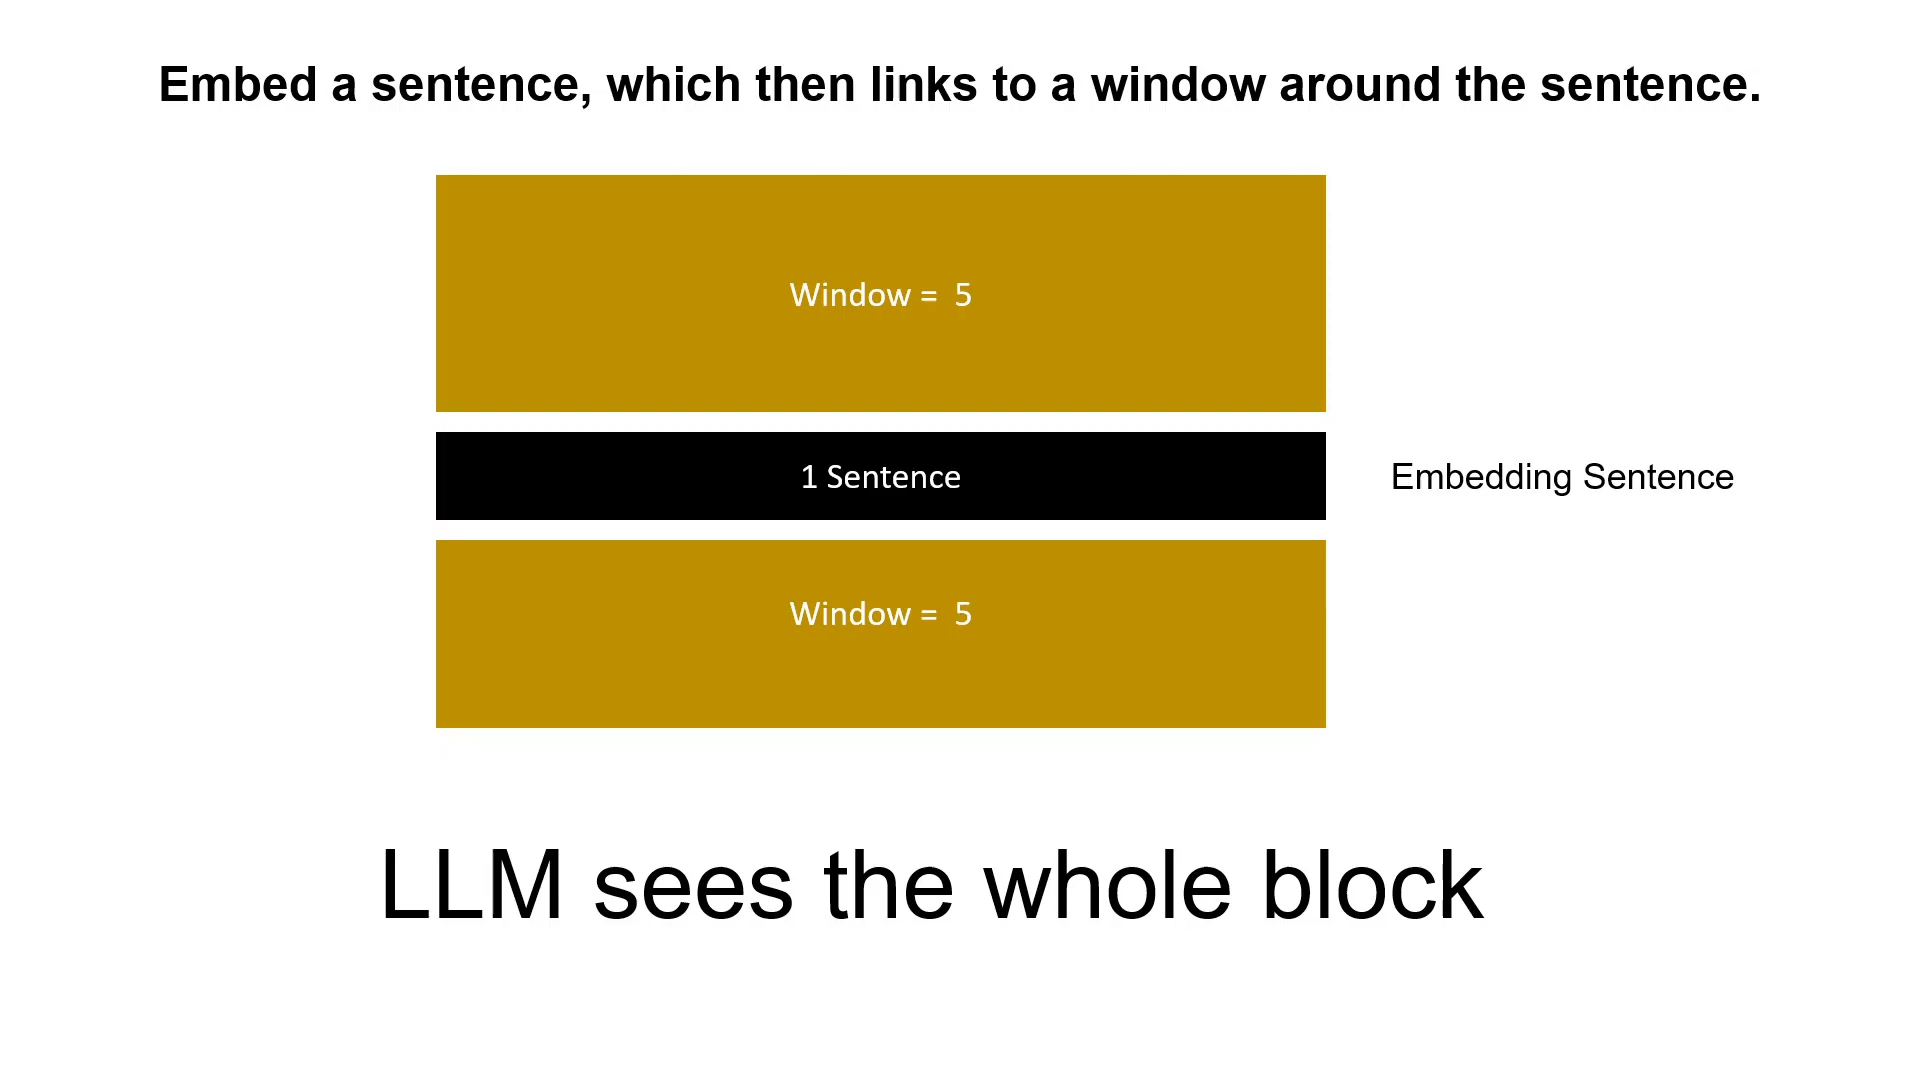 Embed a sentence, which then links to a window around the sentence.
Window = 5
1 Sentence
Embedding Sentence
Window = 5
LLM sees the whole block